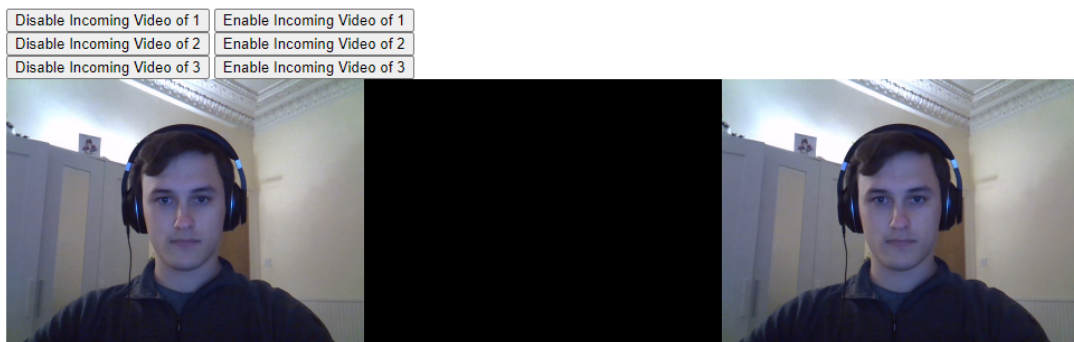 Disable Incoming Video of 1 Enable Incoming Video of 1
Disable Incoming Video of 2 Enable Incoming Video of 2
Disable Incoming Video of 3 Enable Incoming Video of 3